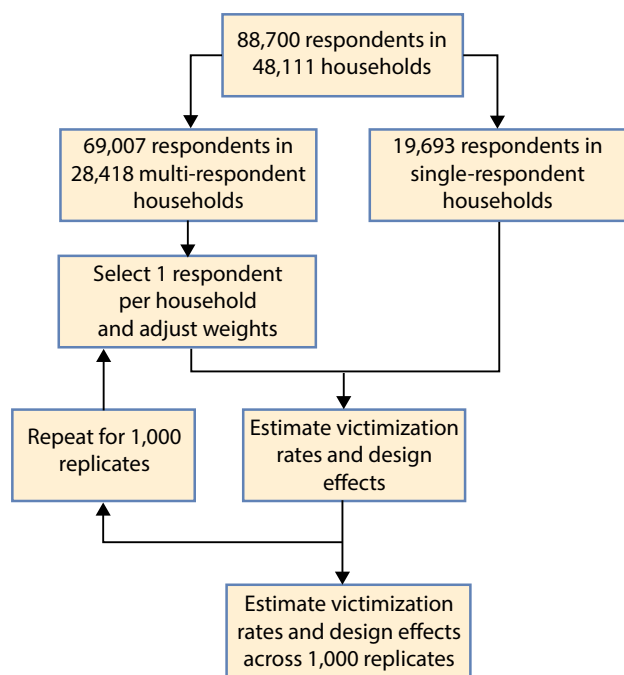 88,700 respondents in
48,111 households
69,007 respondents in
28,418 multi-respondent
households
19,693 respondents in
single-respondent
households
Select 1 respondent
per household
and adjust weights
Repeat for 1,000
replicates
Estimate victimization
rates and design
effects
Estimate victimization
rates and design effects
across 1,000 replicates